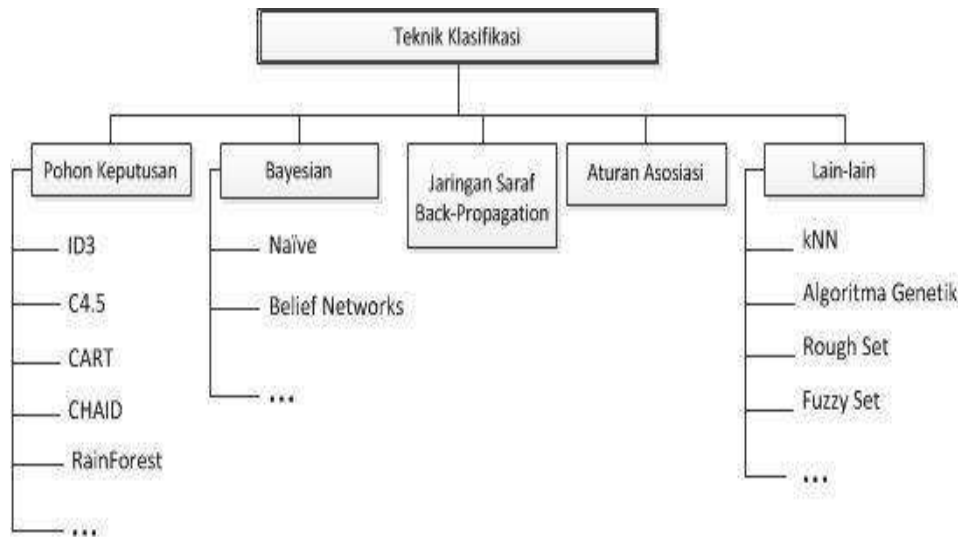 Teknik Klasifikasi
Pohon Keputusan
ID3
C4.5
CART
CHAID
RainForest
...
Bayesian
Naïve
Belief Networks
...
Jaringan Saraf
Back-Propagation
Aturan Asosiasi
Lain-lain
kNN
Algoritma Genetik
Rough Set
Fuzzy Set
...